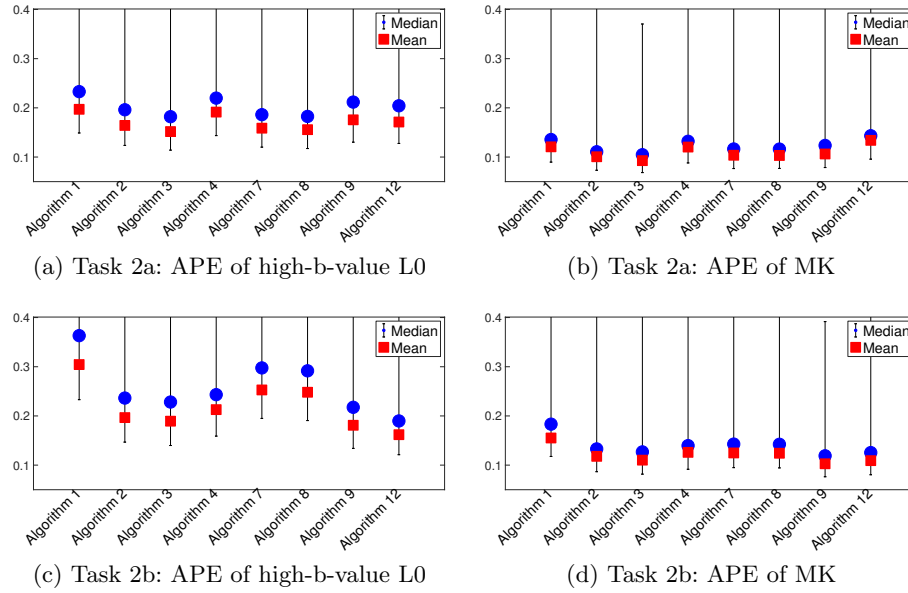 0.4
0.3
0.2
0.1
Median
Mean
Algorithm 1
Algorithm 2
Algorithm 3
Algorithm 4
Algorithm 7
Algorithm 8
Algorithm 9
Algorithm 12
(a) Task 2a: APE of high-b-value L0
0.4
0.3
0.2
0.1
Median
Mean
Algorithm 1
Algorithm 2
Algorithm 3
Algorithm 4
Algorithm 7
Algorithm 8
Algorithm 9
Algorithm 12
(b) Task 2a: APE of MK
0.4
0.3
0.2
0.1
Median
Mean
Algorithm 1
Algorithm 2
Algorithm 3
Algorithm 4
Algorithm 7
Algorithm 8
Algorithm 9
Algorithm 12
(c) Task 2b: APE of high-b-value L0
0.4
0.3
0.2
0.1
Median
Mean
Algorithm 1
Algorithm 2
Algorithm 3
Algorithm 4
Algorithm 7
Algorithm 8
Algorithm 9
Algorithm 12
(d) Task 2b: APE of MK